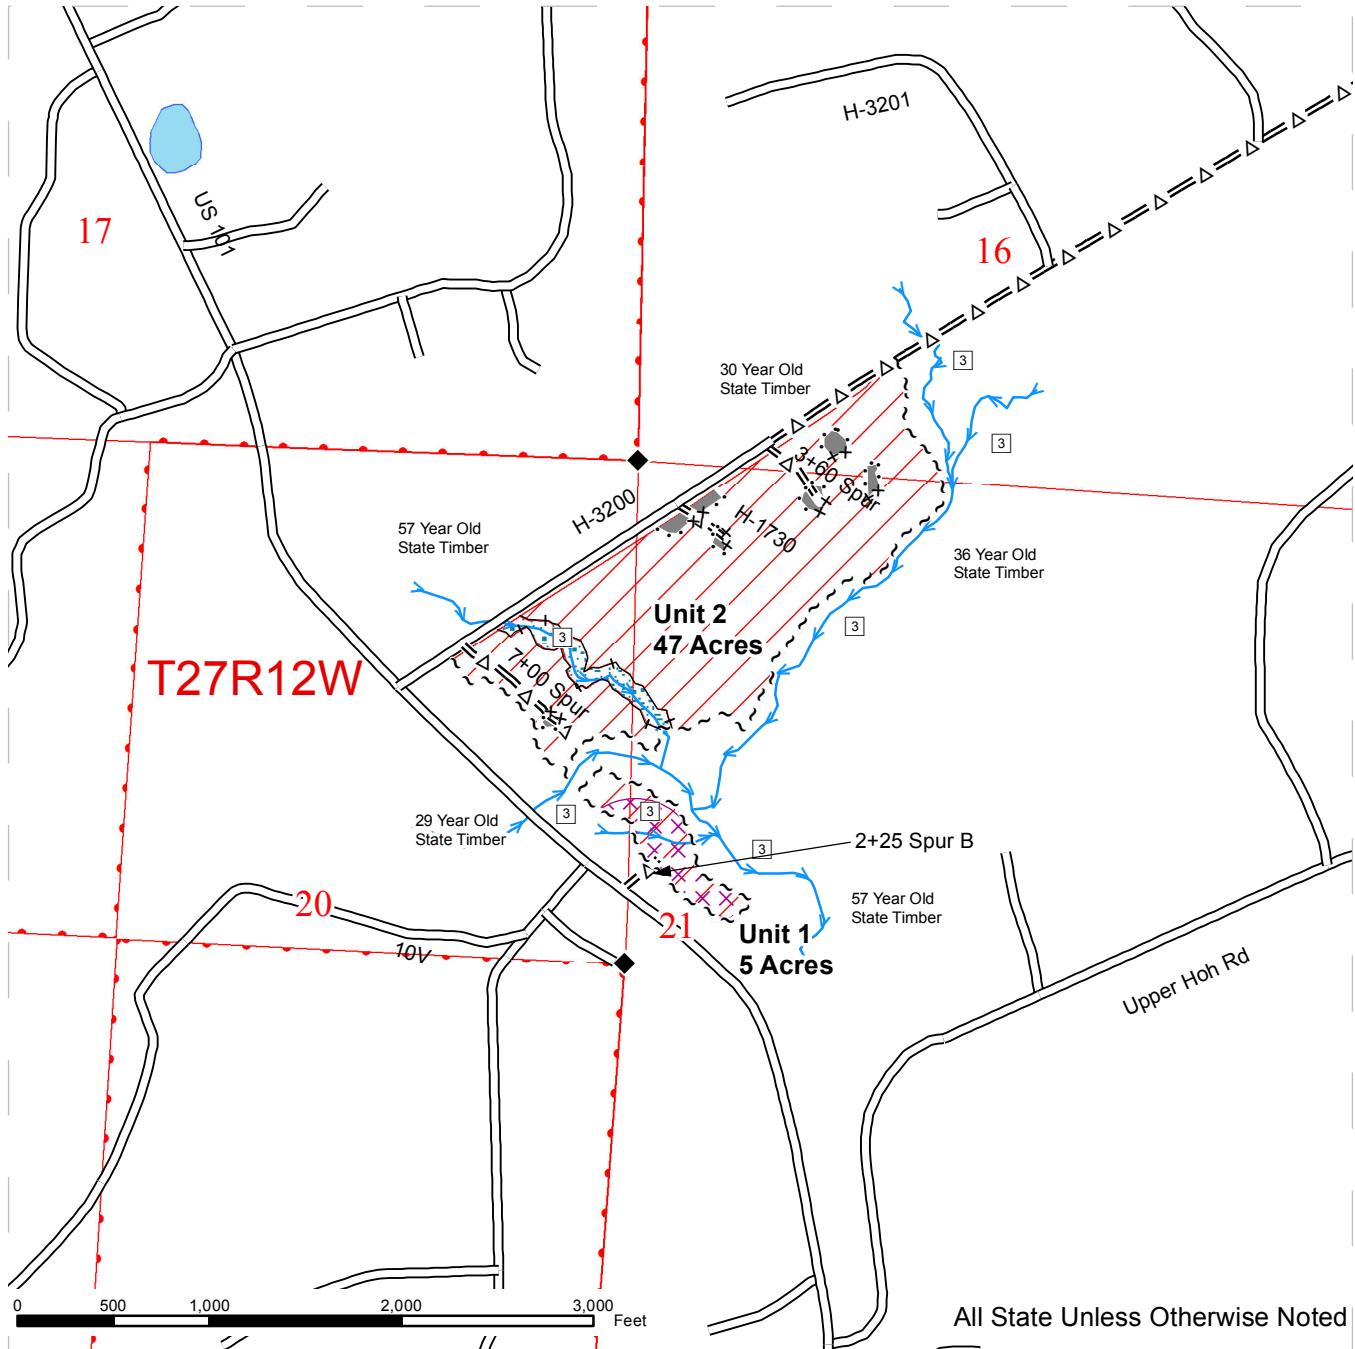 H-3201
US 101
17
16
30 Year Old
State Timber
3
3
3+60 Spur
H-3200
H-1730
57 Year Old
State Timber
36 Year Old
State Timber
Unit 2
47 Acres
3
3
T27R12W
7+00 Spur
29 Year Old
State Timber
3
3
3
2+25 Spur B
57 Year Old
State Timber
20
21
Unit 1
5 Acres
10V
Upper Hoh Rd
0 500 1,000 2,000 3,000
Feet
All State Unless Otherwise Noted